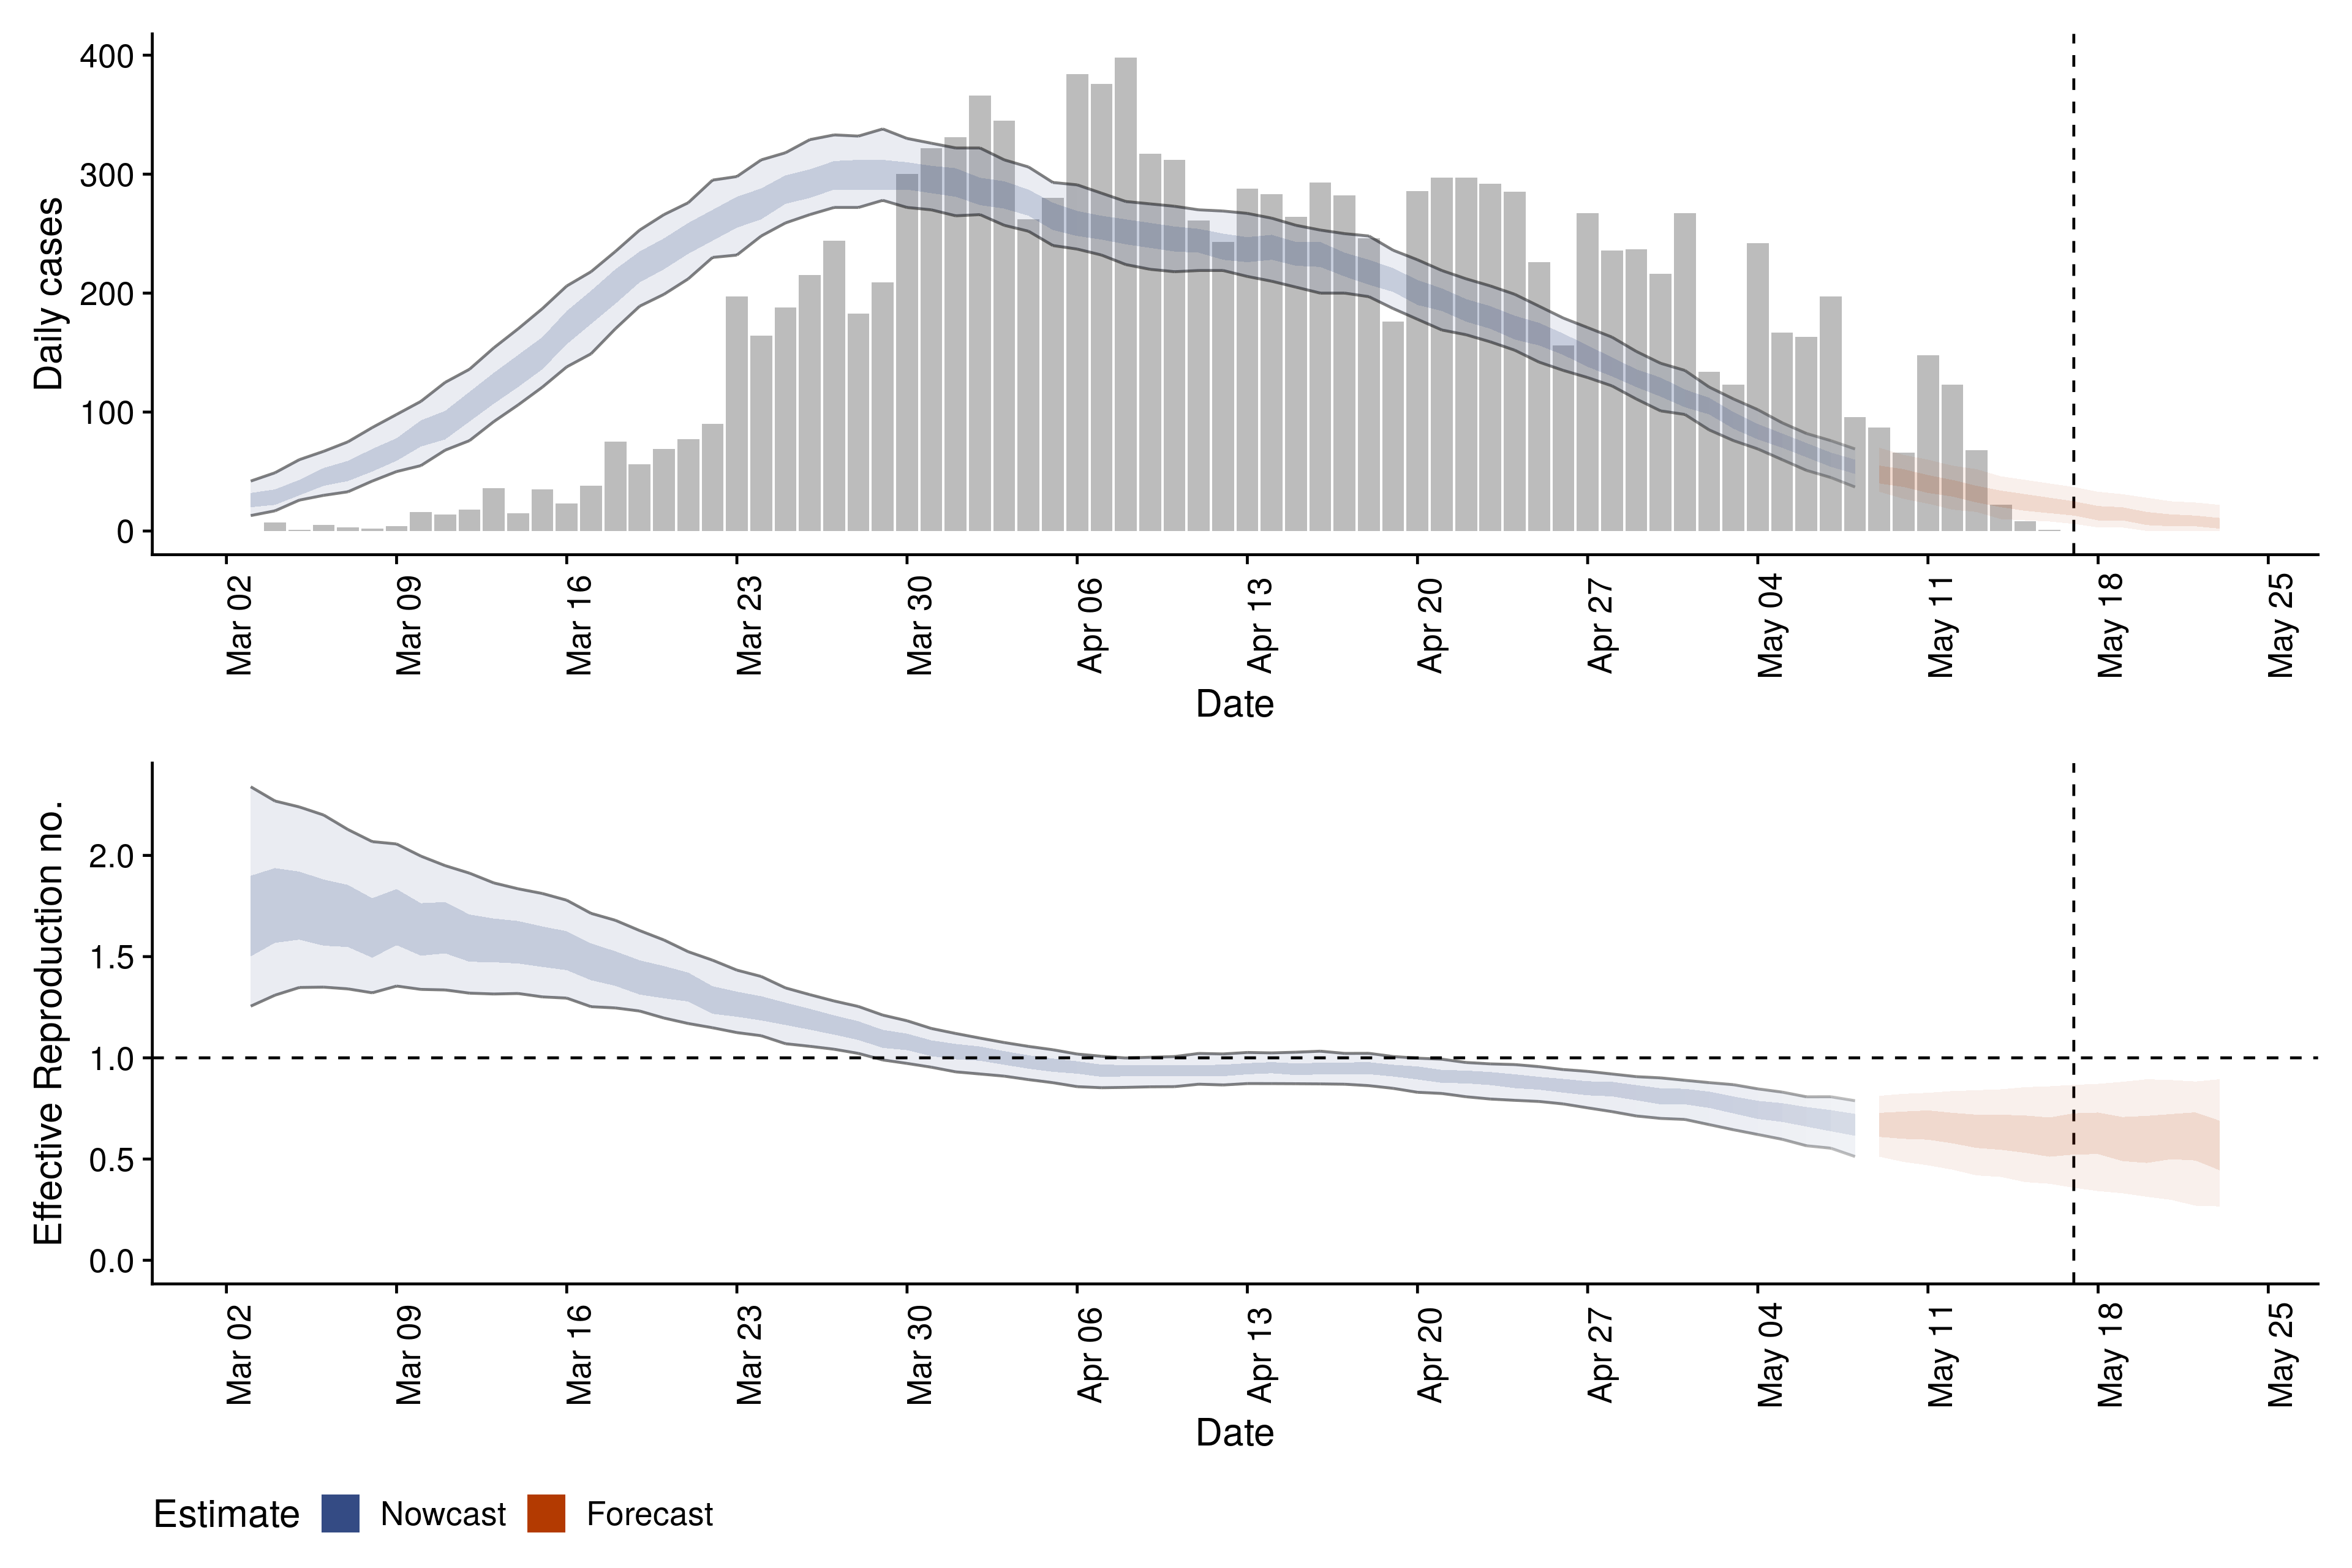 Daily cases
400
300
200
100
0
Mar 02 Mar 09 Mar 16 Mar 23 Mar 30 Apr 06 Apr 13 Apr 20 Apr 27 May 04 May 11 May 18 May 25
Date
Effective Reproduction no.
2.0
1.5
1.0
0.5
0.0
Mar 02 Mar 09 Mar 16 Mar 23 Mar 30 Apr 06 Apr 13 Apr 20 Apr 27 May 04 May 11 May 18 May 25
Date
Estimate Nowcast Forecast